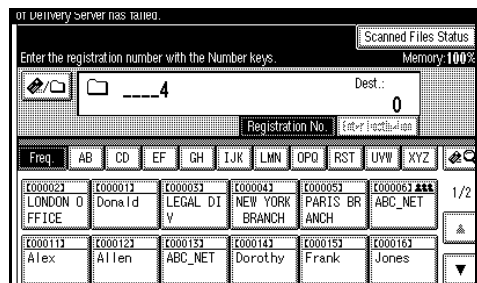 of Delivery Server has failed.
Scanned Files Status
Enter the registration number with the Number keys.
Memory:100%
____4
Dest.:
0
Registration No.
Enter Destination
Freq. AB CD EF GH IJK LMN OPQ RST UVW XYZ
[00002] [00001] [00003] [00004] [00005] [00006]
LONDON O Donald LEGAL DI NEW YORK PARIS BR ABC_NET
FFICE V BRANCH ANCH
1/2
[00011] [00012] [00013] [00014] [00015] [00016]
Alex Allen ABC_NET Dorothy Frank Jones